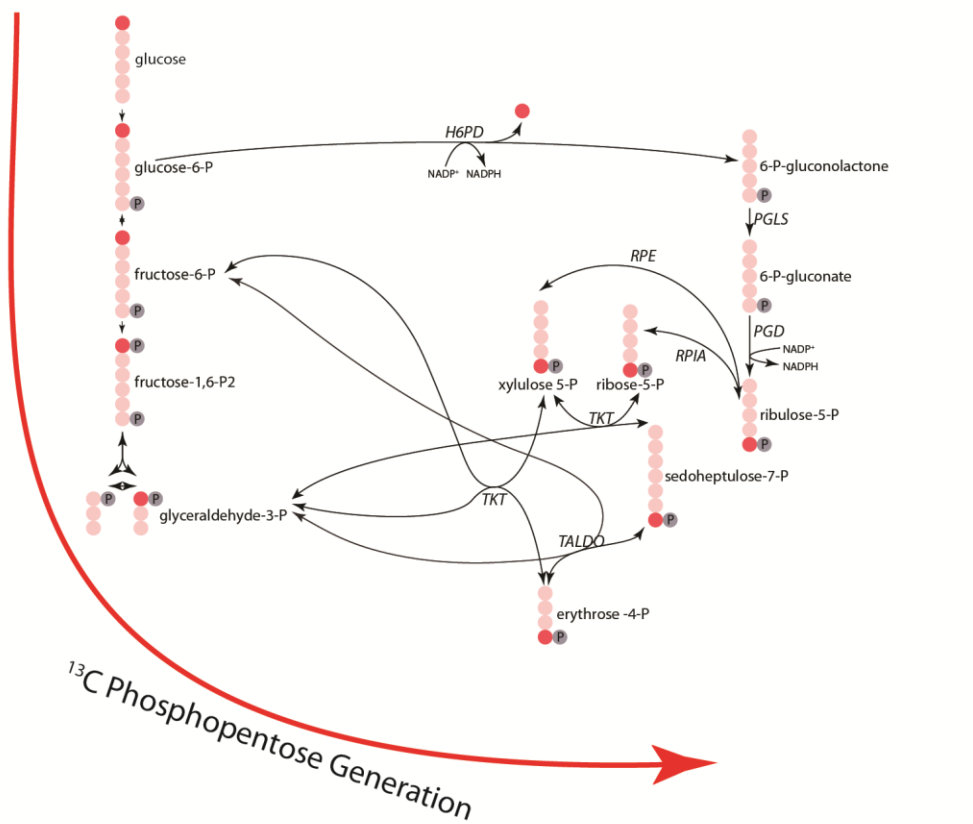 glucose
H6PD
glucose-6-P
P
NADP+ NADPH
6-P-gluconolactone
P
PGLS
fructose-6-P
P
RPE
6-P-gluconate
P
PGD
NADP+
NADPH
P
fructose-1,6-P2
P
RPIA
P
P
xylulose 5-P
ribose-5-P
ribulose-5-P
P
TKT
sedoheptulose-7-P
P
P
P
glyceraldehyde-3-P
TKT
TALDO
erythrose -4-P
P
13C Phosphopentose Generation